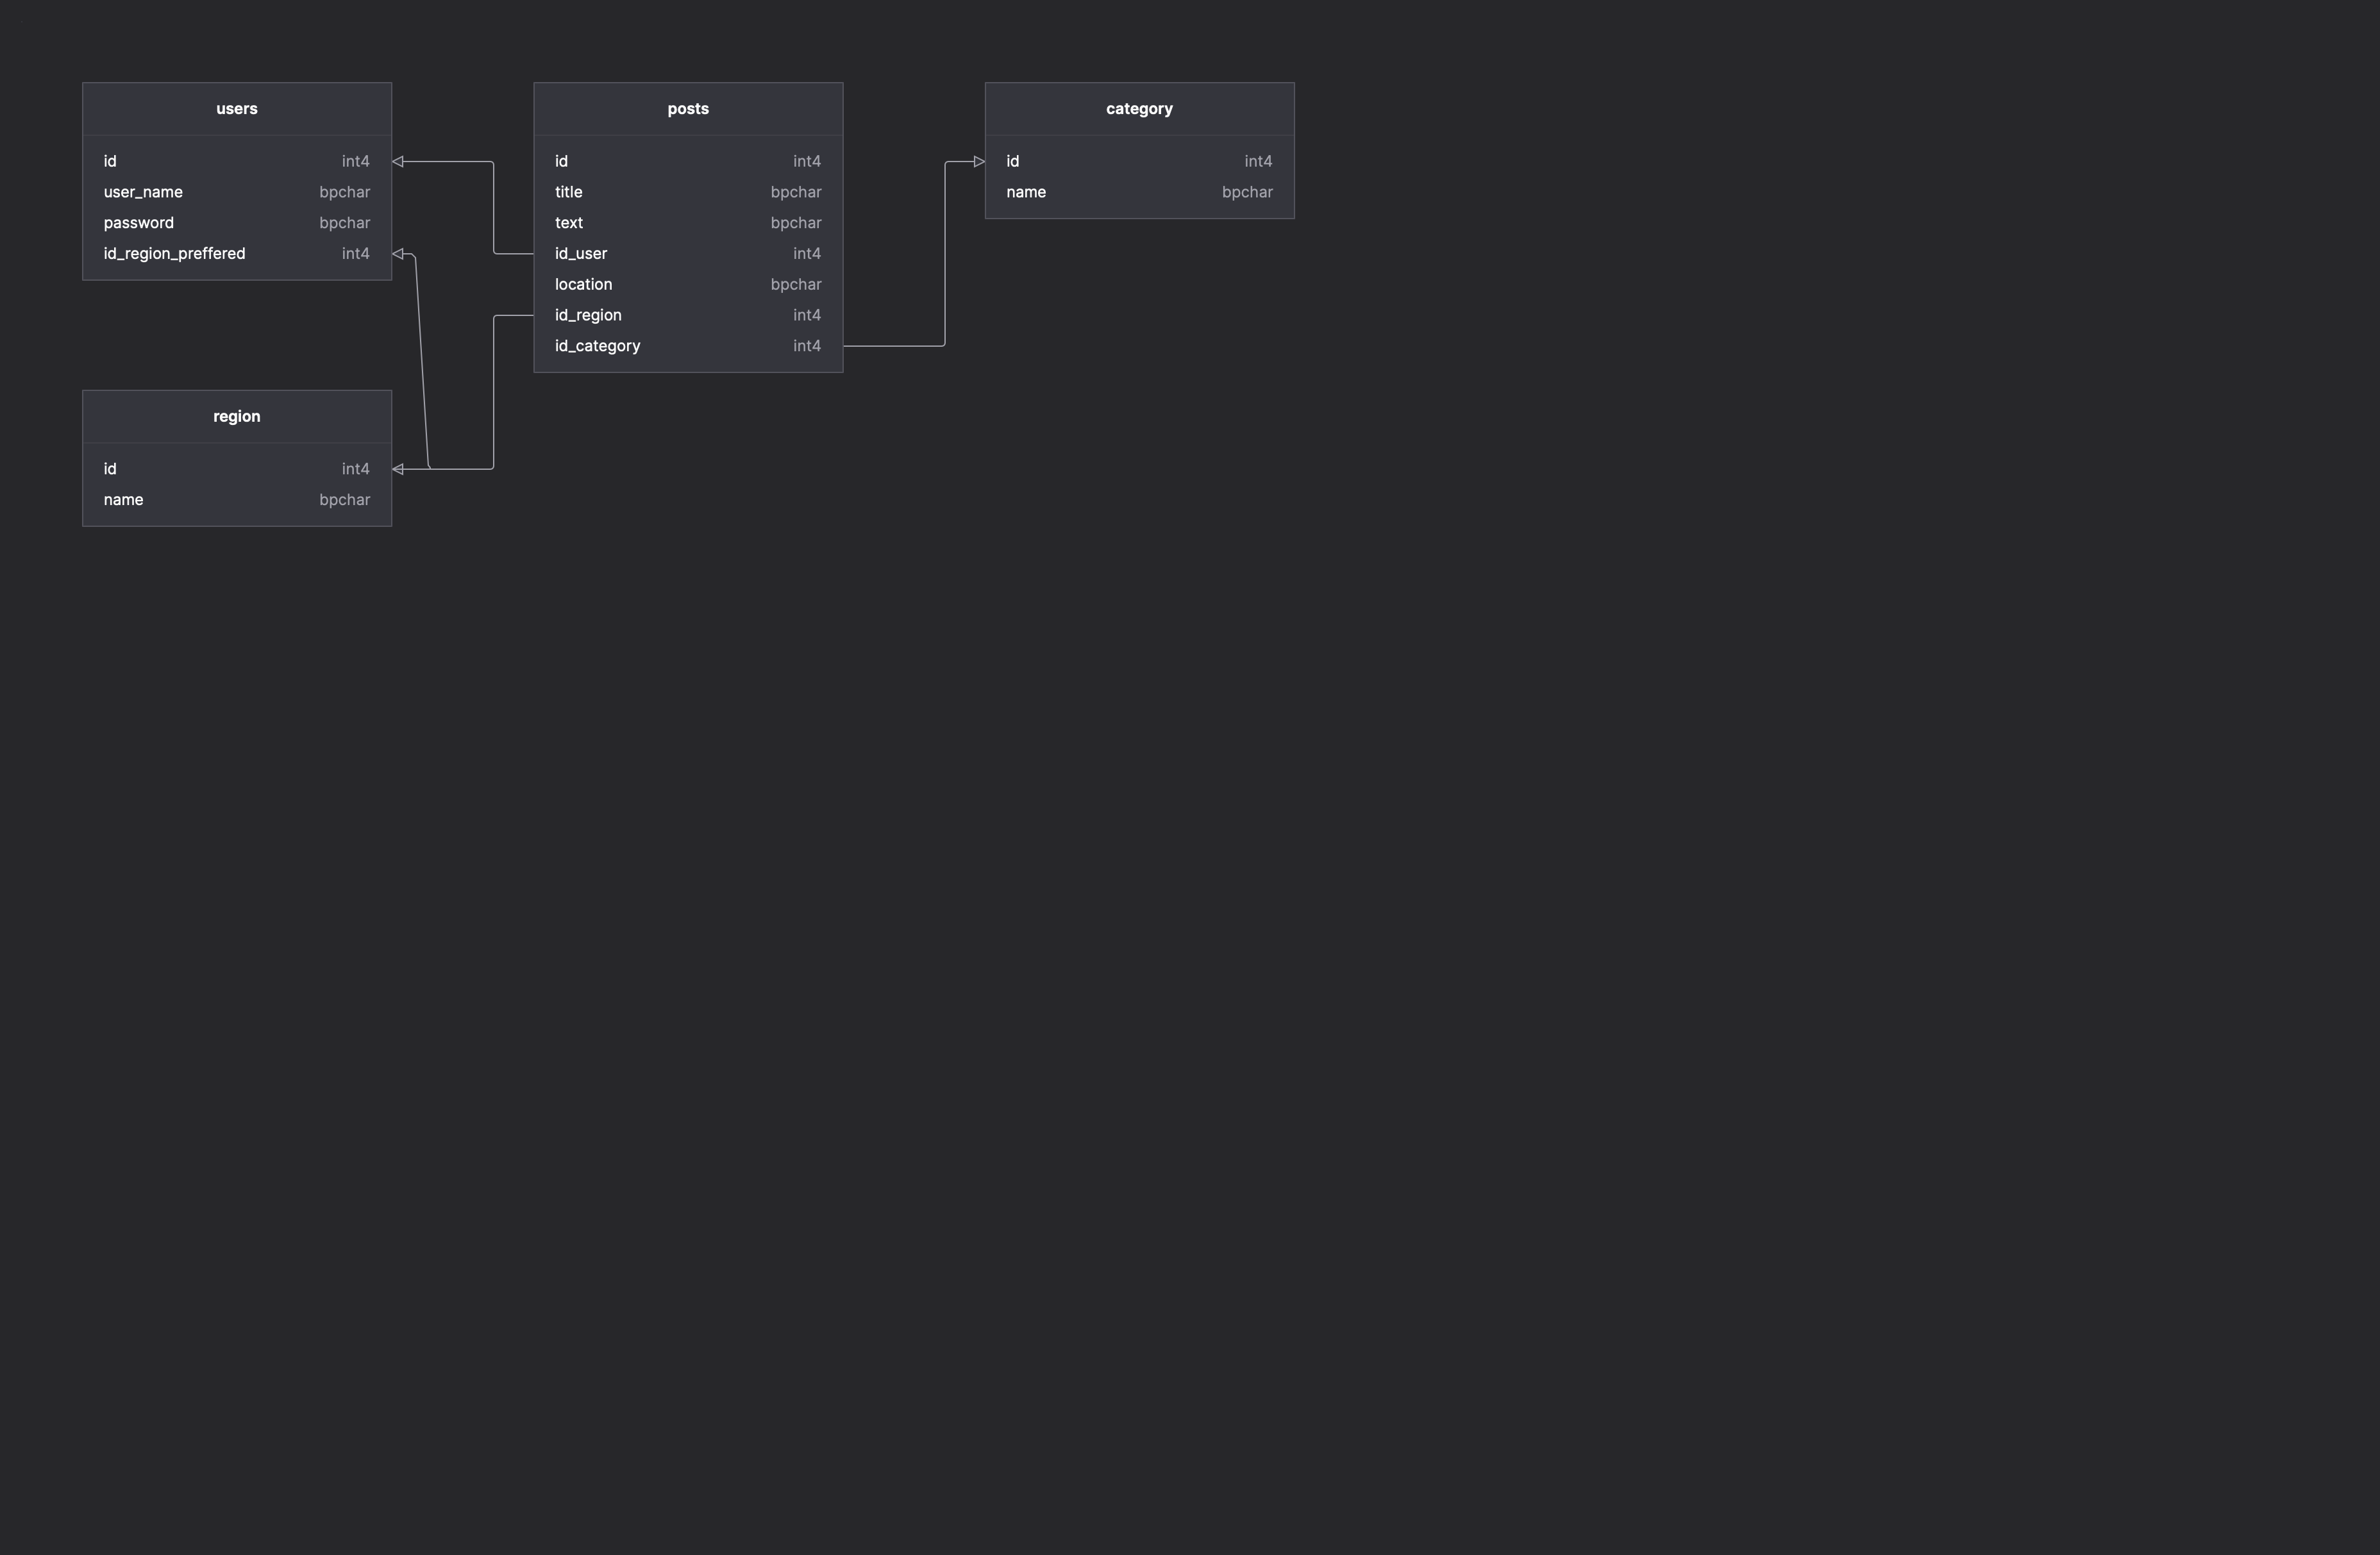 users
id int4
user_name bpchar
password bpchar
id_region_preffered int4
posts
id int4
title bpchar
text bpchar
id_user int4
location bpchar
id_region int4
id_category int4
category
id int4
name bpchar
region
id int4
name bpchar